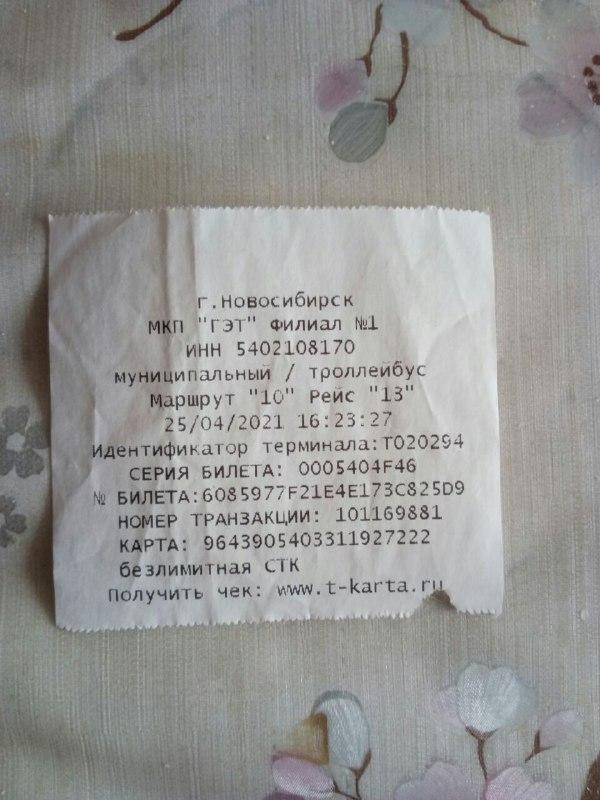 г.Новосибирск
МКП "ГЭТ" Филиал №1
ИНН 5402108170
муниципальный / троллейбус
Маршрут "10" Рейс "13"
25/04/2021 16:23:27
Идентификатор терминала:T020294
СЕРИЯ БИЛЕТА: 0005404F46
№ БИЛЕТА:6085977F21E4E173C825D9
НОМЕР ТРАНЗАКЦИИ: 101169881
КАРТА: 9643905403311927222
безлимитная СТК
Получить чек: www.t-karta.ru